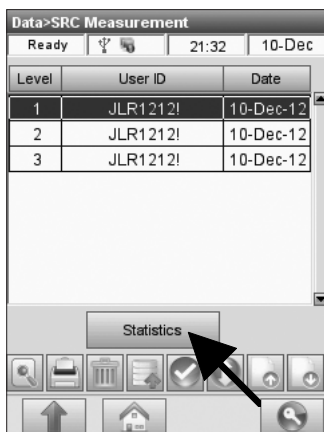 Data>SRC Measurement
Ready 21:32 10-Dec
Level User ID Date
1 JLR1212! 10-Dec-12
2 JLR1212! 10-Dec-12
3 JLR1212! 10-Dec-12
Statistics